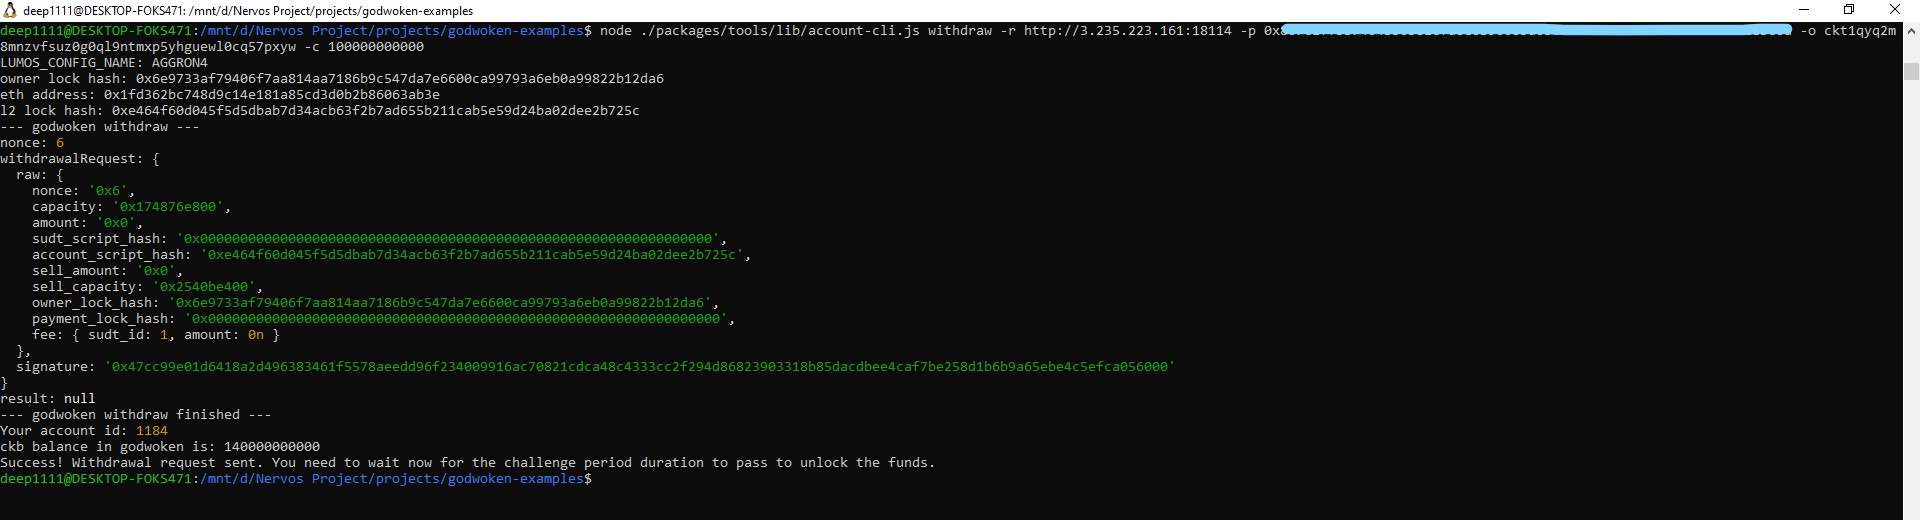 deep1111@DESKTOP-FOKS471: /mnt/d/Nervos Project/projects/godwoken-examples
deep1111@DESKTOP-FOKS471:/mnt/d/Nervos Project/projects/godwoken-examples$ node ./packages/tools/lib/account-cli.js withdraw -r http://3.235.223.161:18114 -p 0x -o ckt1qyq2m
8mnzvfsuz0g0ql9ntmxp5yhguewl0cq57pxyw -c 100000000000
LUMOS_CONFIG_NAME: AGGRON4
owner lock hash: 0x6e9733af79406f7aa814aa7186b9c547da7e6600ca99793a6eb0a99822b12da6
eth address: 0x1fd362bc748d9c14e181a85cd3d0b2b86063ab3e
l2 lock hash: 0xe464f60d045f5d5dbab7d34acb63f2b7ad655b211cab5e59d24ba02dee2b725c
--- godwoken withdraw ---
nonce: 6
withdrawalRequest: {
raw: {
nonce: '0x6',
capacity: '0x174876e800',
amount: '0x0',
sudt_script_hash: '0x0000000000000000000000000000000000000000000000000000000000000000',
account_script_hash: '0xe464f60d045f5d5dbab7d34acb63f2b7ad655b211cab5e59d24ba02dee2b725c',
sell_amount: '0x0',
sell_capacity: '0x2540be400',
owner_lock_hash: '0x6e9733af79406f7aa814aa7186b9c547da7e6600ca99793a6eb0a99822b12da6',
payment_lock_hash: '0x0000000000000000000000000000000000000000000000000000000000000000',
fee: { sudt_id: 1, amount: 0n }
},
signature: '0x47cc99e01d6418a2d496383461f5578aeedd96f234009916ac70821cdca48c4333cc2f294d86823903318b85dacdbee4caf7be258d1b6b9a65ebe4c5efca056000'
}
result: null
--- godwoken withdraw finished ---
Your account id: 1184
ckb balance in godwoken is: 140000000000
Success! Withdrawal request sent. You need to wait now for the challenge period duration to pass to unlock the funds.
deep1111@DESKTOP-FOKS471:/mnt/d/Nervos Project/projects/godwoken-examples$